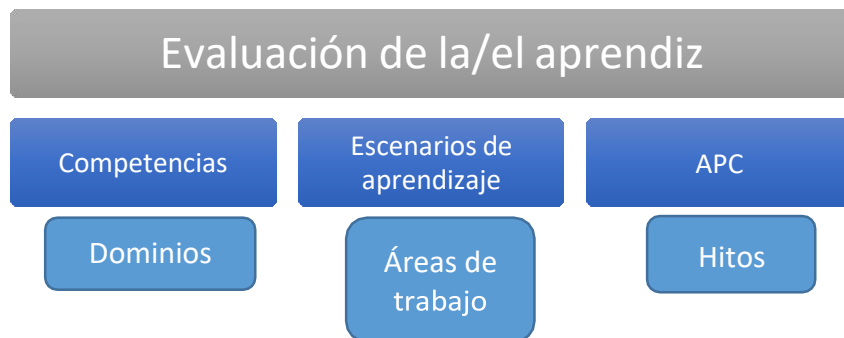 Evaluación de la/el aprendiz
Competencias
Escenarios de
aprendizaje
APC
Dominios
Áreas de
trabajo
Hitos